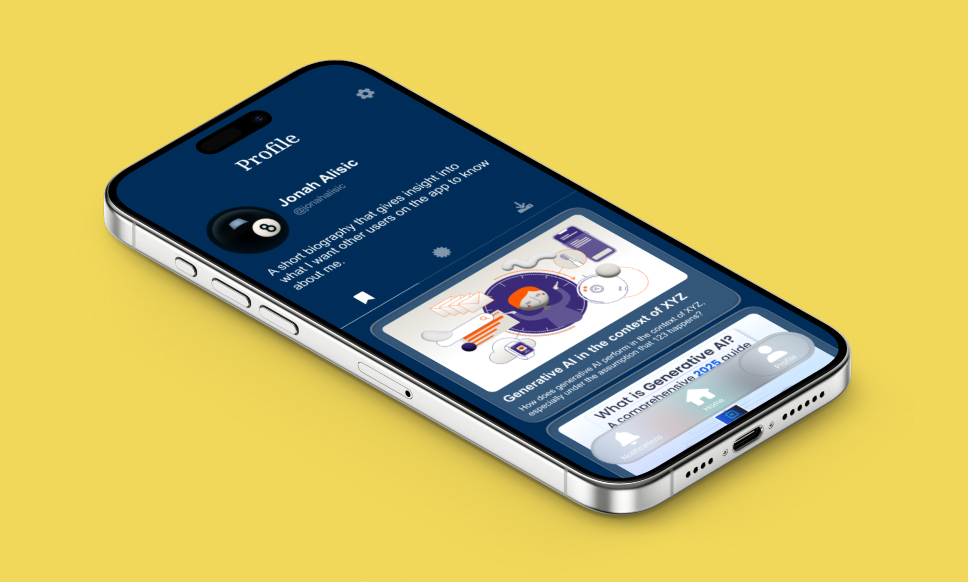 Profile
8
Jonah Alisic
@jonahalisic
A short biography that gives insight into
what I want other users on the app to know
about me.
Generative AI in the context of XYZ
How does generative AI perform in the context of XYZ,
especially under the assumption that 123 happens?
What is Generative AI?
A comprehensive 2025 guide
Notifications
Home
Profile